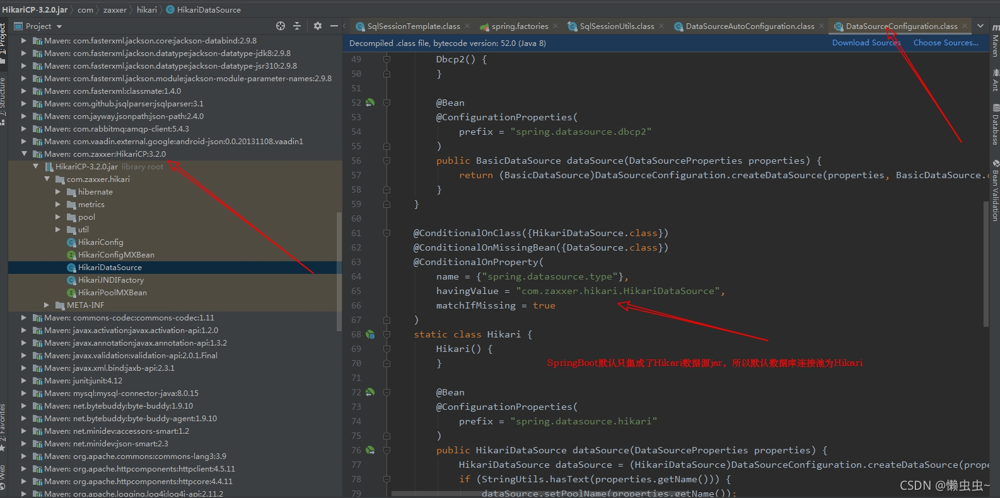 HikariCP-3.2.0.jar com zaxxer hikari HikariDataSource
Project
SqlSessionTemplate.class spring.factories SqlSessionUtils.class DataSourceAutoConfiguration.class DataSourceConfiguration.class
Decompiled .class file, bytecode version: 52.0 (Java 8) Download Sources Choose Sources...
1: Project
7: Structure
2: Favorites
Web
Maven: com.fasterxml.jackson.core:jackson-databind:2.9.8
Maven: com.fasterxml.jackson.datatype:jackson-datatype-jdk8:2.9.8
Maven: com.fasterxml.jackson.datatype:jackson-datatype-jsr310:2.9.8
Maven: com.fasterxml.jackson.module:jackson-module-parameter-names:2.9.8
Maven: com.fasterxml:classmate:1.4.0
Maven: com.github.jsqlparser:jsqlparser:3.1
Maven: com.jayway.jsonpath:json-path:2.4.0
Maven: com.rabbitmq:amqp-client:5.4.3
Maven: com.vaadin.external.google:android-json:0.0.20131108.vaadin1
Maven: com.zaxxer:HikariCP:3.2.0
HikariCP-3.2.0.jar library root
com.zaxxer.hikari
hibernate
metrics
pool
util
HikariConfig
HikariConfigMXBean
HikariDataSource
HikariJNDIFactory
HikariPoolMXBean
META-INF
Maven: commons-codec:commons-codec:1.11
Maven: javax.activation:javax.activation-api:1.2.0
Maven: javax.annotation:javax.annotation-api:1.3.2
Maven: javax.validation:validation-api:2.0.1.Final
Maven: javax.xml.bind:jaxb-api:2.3.1
Maven: junit:junit:4.12
Maven: mysql:mysql-connector-java:8.0.15
Maven: net.bytebuddy:byte-buddy:1.9.10
Maven: net.bytebuddy:byte-buddy-agent:1.9.10
Maven: net.minidev:accessors-smart:1.2
Maven: net.minidev:json-smart:2.3
Maven: org.apache.commons:commons-lang3:3.9
Maven: org.apache.httpcomponents:httpclient:4.5.11
Maven: org.apache.httpcomponents:httpcore:4.4.11
Maven: org.apache.logging.log4j:log4j-api:2.11.2
49 Dbcp2() {
50 }
51
52 @Bean
53 @ConfigurationProperties(
54 prefix = "spring.datasource.dbcp2"
55 )
56 public BasicDataSource dataSource(DataSourceProperties properties) {
57 return (BasicDataSource)DataSourceConfiguration.createDataSource(properties, BasicDataSource.c
58 }
59 }
60
61 @ConditionalOnClass({HikariDataSource.class})
62 @ConditionalOnMissingBean({DataSource.class})
63 @ConditionalOnProperty(
64 name = {"spring.datasource.type"},
65 havingValue = "com.zaxxer.hikari.HikariDataSource",
66 matchIfMissing = true
67 )
68 static class Hikari {
69 Hikari() {
70 }
SpringBoot默认只集成了Hikari数据源jar，所以默认数据库连接池为Hikari
71
72 @Bean
73 @ConfigurationProperties(
74 prefix = "spring.datasource.hikari"
75 )
76 public HikariDataSource dataSource(DataSourceProperties properties) {
77 HikariDataSource dataSource = (HikariDataSource)DataSourceConfiguration.createDataSource(prope
78 if (StringUtils.hasText(properties.getName())) {
79 dataSource.setPoolName(properties.getName());
Maven
Ant
Database
Bean Validation
CSDN @懒虫虫~